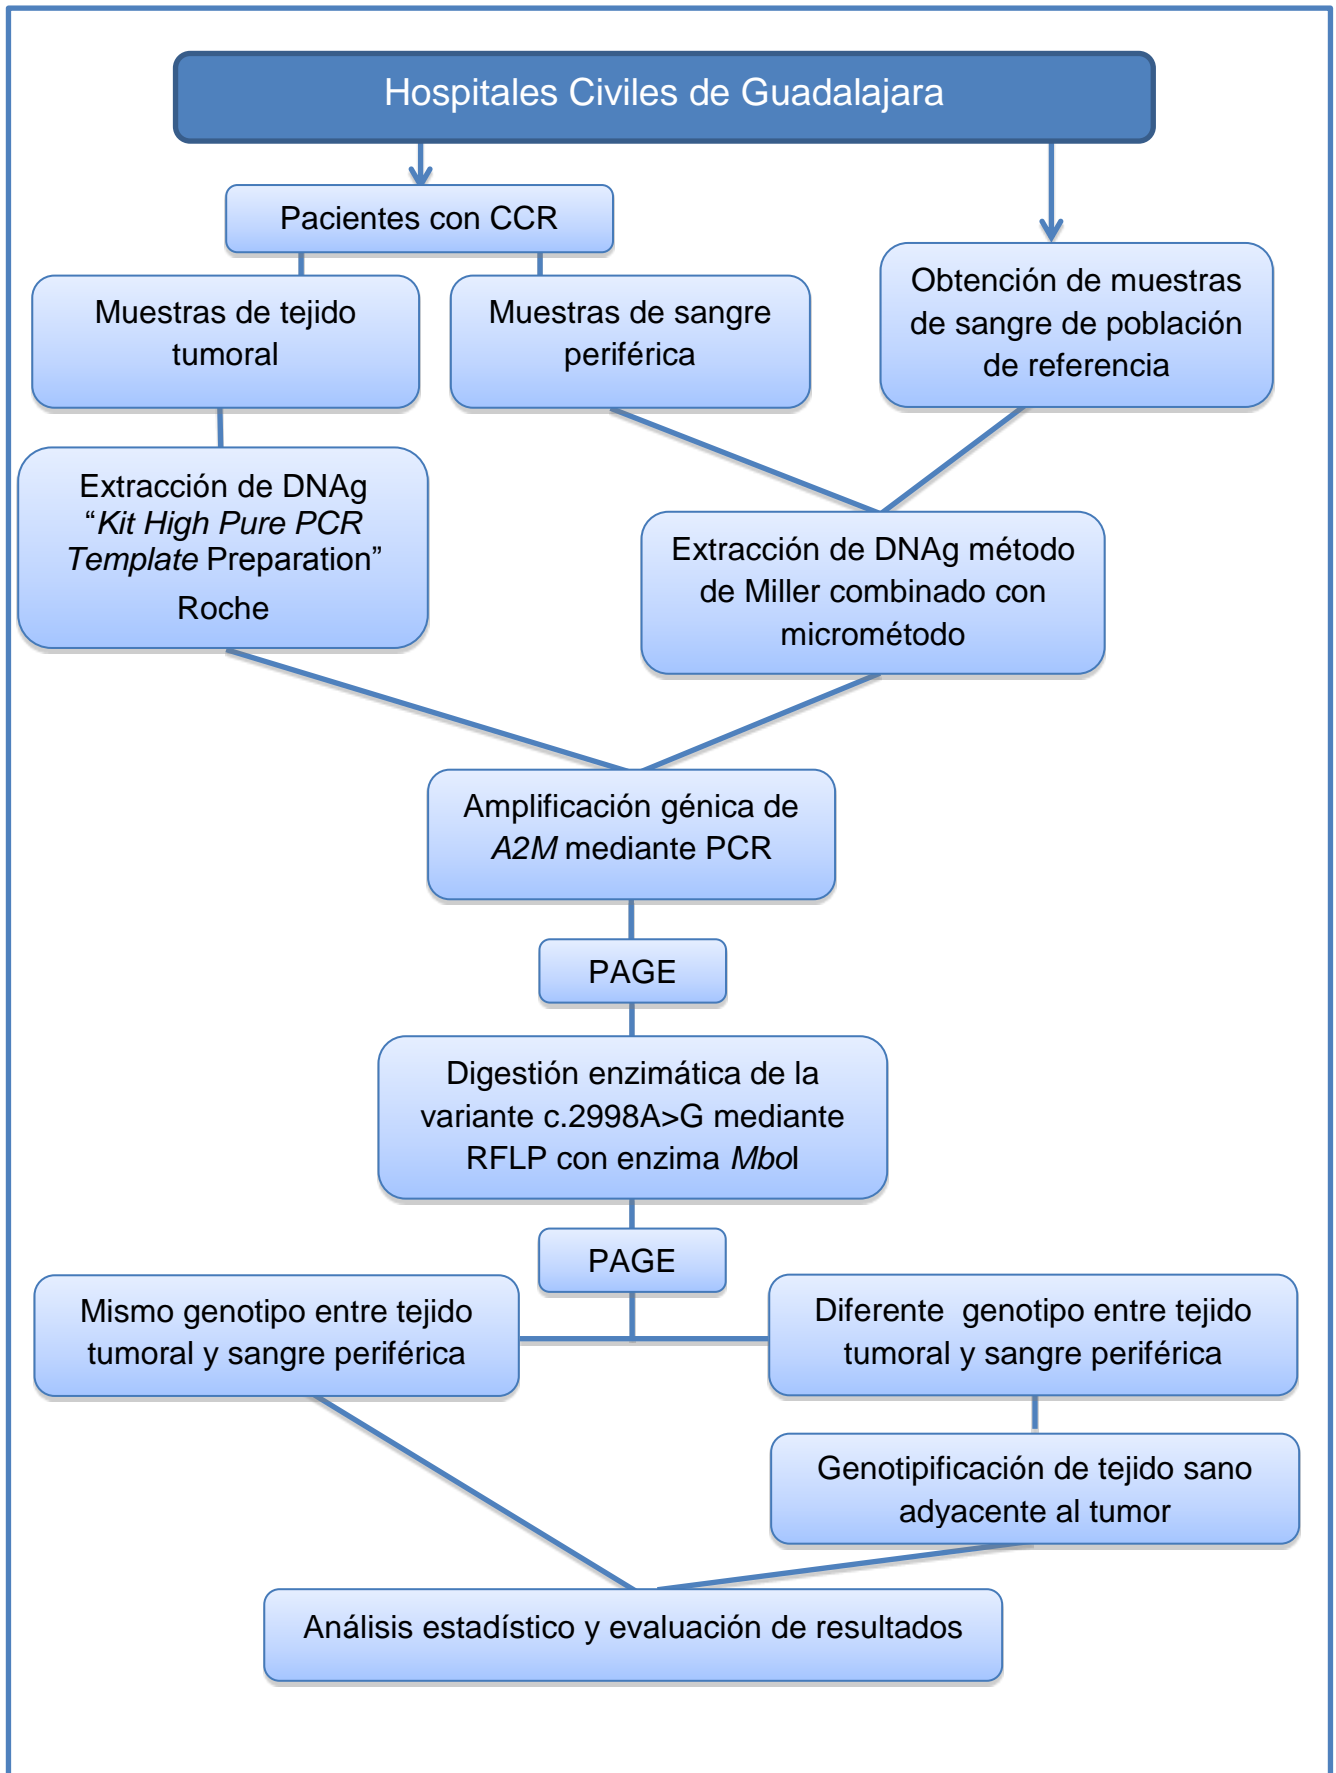 Hospitales Civiles de Guadalajara
Pacientes con CCR
Muestras de tejido
tumoral
Muestras de sangre
periférica
Obtención de muestras
de sangre de población
de referencia
Extracción de DNAg
“Kit High Pure PCR
Template Preparation”
Roche
Extracción de DNAg método
de Miller combinado con
micrométodo
Amplificación génica de
A2M mediante PCR
PAGE
Digestión enzimática de la
variante c.2998A>G mediante
RFLP con enzima MboI
PAGE
Mismo genotipo entre tejido
tumoral y sangre periférica
Diferente  genotipo entre tejido
tumoral y sangre periférica
Genotipificación de tejido sano
adyacente al tumor
Análisis estadístico y evaluación de resultados